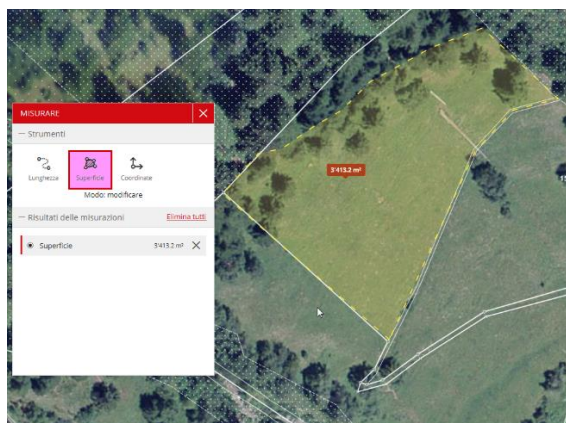 MISURARE
Strumenti
Lunghezze
Superficie
Coordinate
Modo: modificare
Risultati delle misurazioni Elimina tutti
Superficie 3'413.2 m²
3'413.2 m²